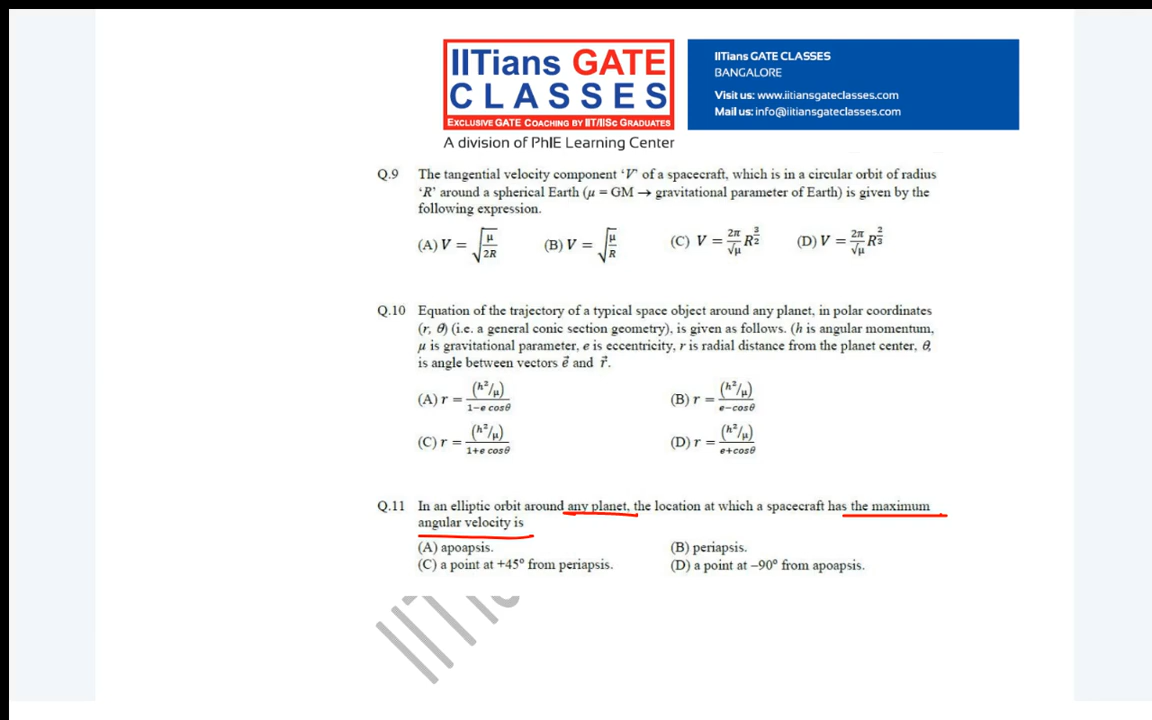 IITians GATE
CLASSES
EXCLUSIVE GATE COACHING BY IIT/IISc GRADUATES
A division of PhIE Learning Center
IITians GATE CLASSES
BANGALORE
Visit us: www.iitiansgateclasses.com
Mail us: info@iitiansgateclasses.com
Q.9 The tangential velocity component ‘V’ of a spacecraft, which is in a circular orbit of radius
‘R’ around a spherical Earth (μ = GM → gravitational parameter of Earth) is given by the
following expression.
(A) V = √(μ/2R) (B) V = √(μ/R) (C) V = 2π/√μ R^(3/2) (D) V = 2π/√μ R^(2/3)
Q.10 Equation of the trajectory of a typical space object around any planet, in polar coordinates
(r, θ) (i.e. a general conic section geometry), is given as follows. (h is angular momentum,
μ is gravitational parameter, e is eccentricity, r is radial distance from the planet center, θ,
is angle between vectors e⃗ and r⃗.
(A) r = (h²/μ)/(1−e cosθ) (B) r = (h²/μ)/(e−cosθ)
(C) r = (h²/μ)/(1+e cosθ) (D) r = (h²/μ)/(e+cosθ)
Q.11 In an elliptic orbit around any planet, the location at which a spacecraft has the maximum
angular velocity is
(A) apoapsis. (B) periapsis.
(C) a point at +45° from periapsis. (D) a point at −90° from apoapsis.